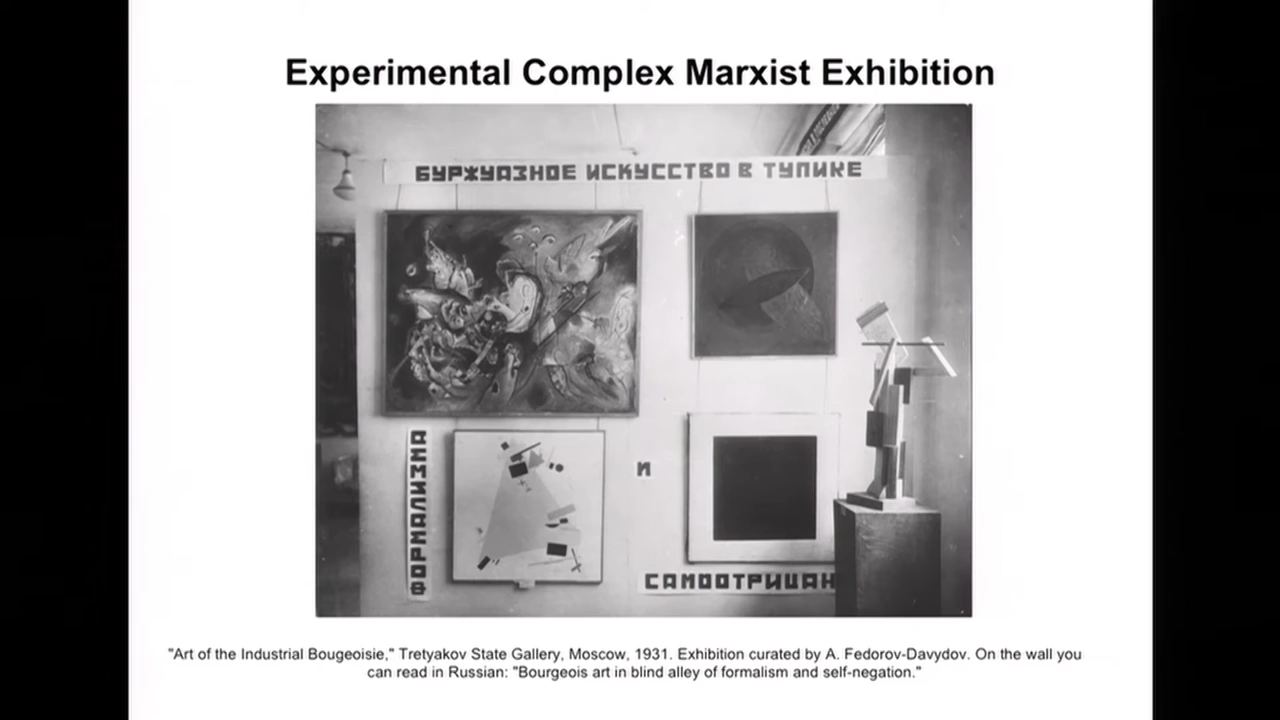 Experimental Complex Marxist Exhibition
БУРЖУАЗНОЕ ИСКУССТВО В ТУПИКЕ
ФОРМАЛИЗМА
И
САМООТРИЦАН
"Art of the Industrial Bougeoisie," Tretyakov State Gallery, Moscow, 1931. Exhibition curated by A. Fedorov-Davydov. On the wall you
can read in Russian: "Bourgeois art in blind alley of formalism and self-negation."